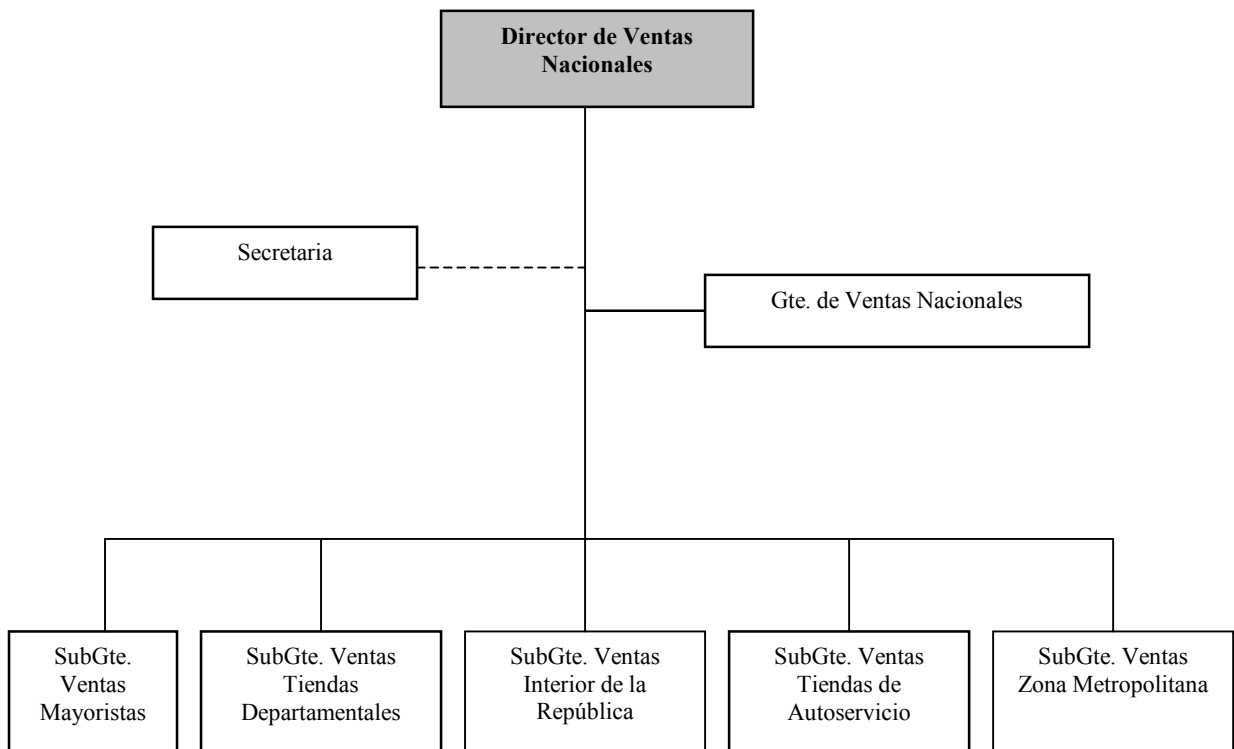 Director de Ventas
Nacionales
Secretaria
Gte. de Ventas Nacionales
SubGte.
Ventas
Mayoristas
SubGte. Ventas
Tiendas
Departamentales
SubGte. Ventas
Interior de la
República
SubGte. Ventas
Tiendas de
Autoservicio
SubGte. Ventas
Zona Metropolitana